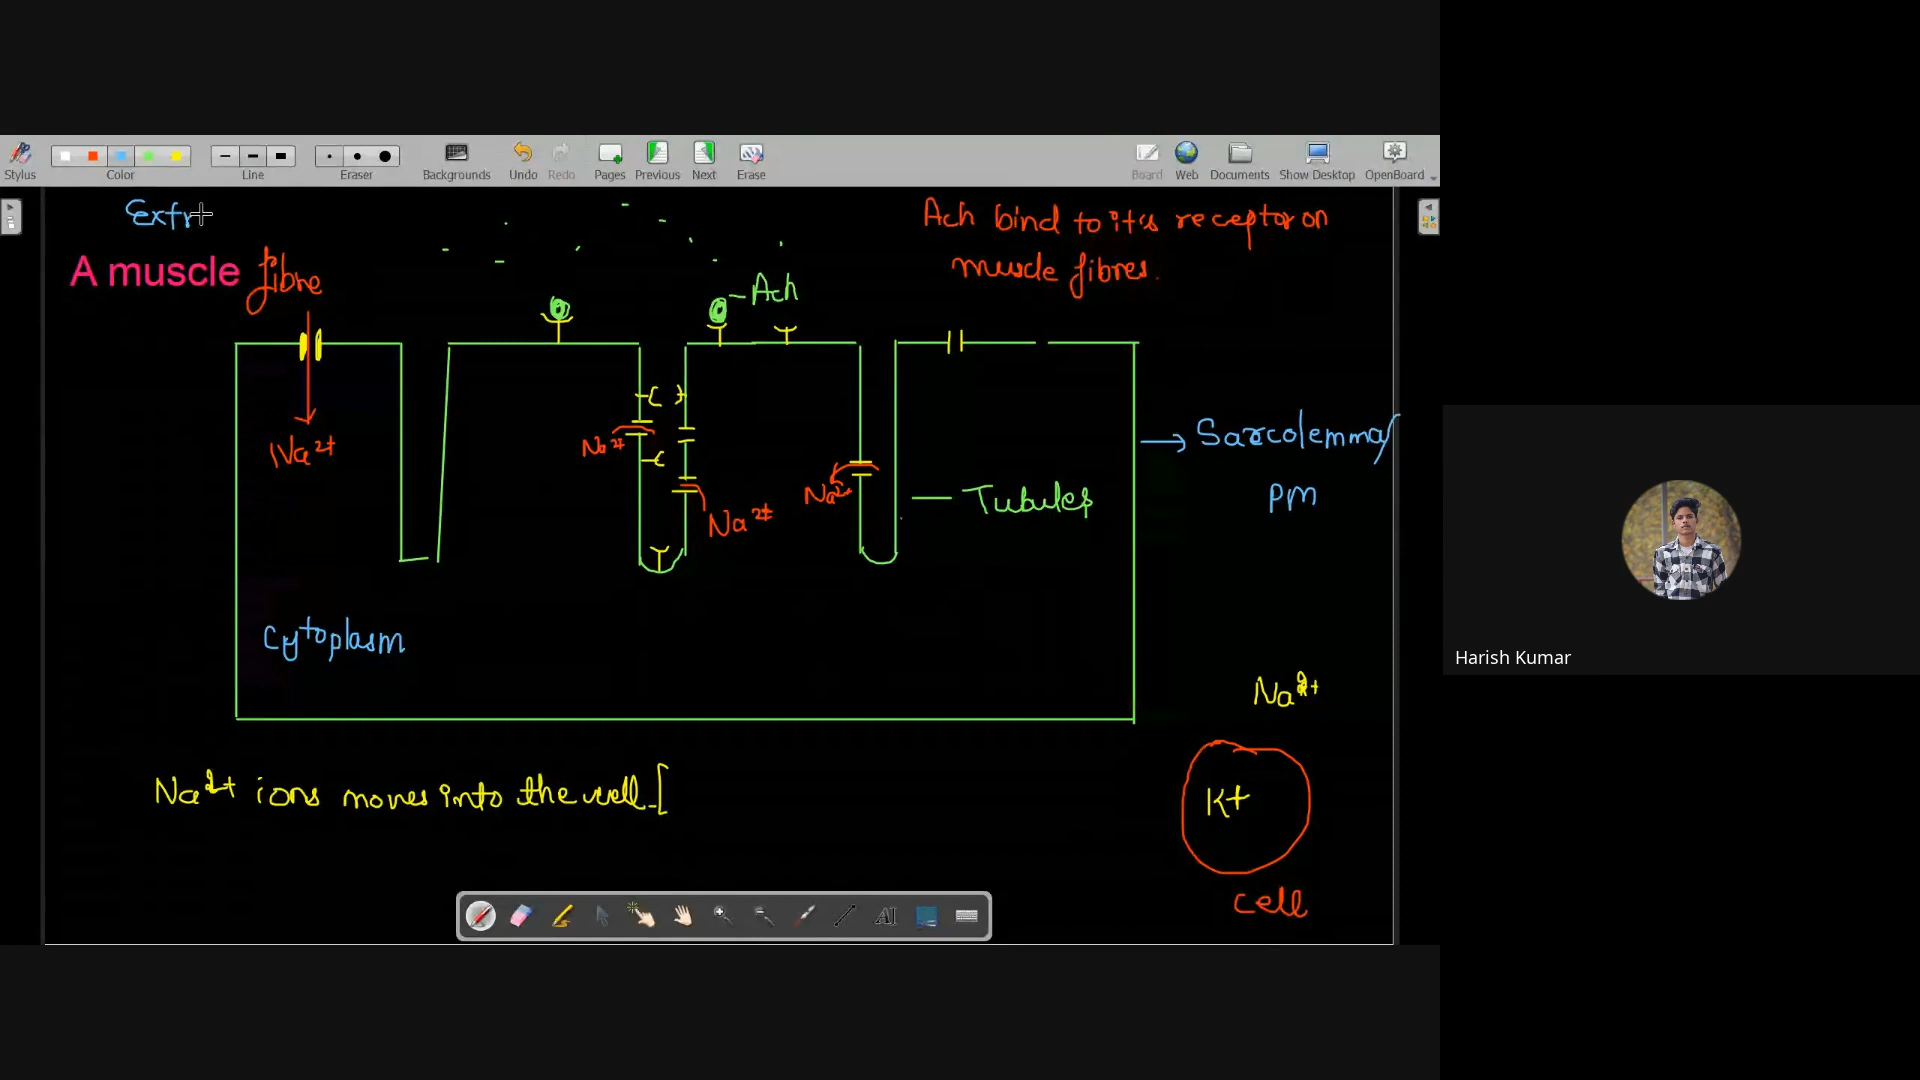 Stylus
Color
Line
Eraser
Backgrounds
Undo
Redo
Pages
Previous
Next
Erase
Board
Web
Documents
Show Desktop
OpenBoard
Extr
Ach bind to it's receptor on
muscle fibres.
A muscle fibre
Ach
Na²⁺
Na²⁺
Na²⁺
Na²⁺
Sarcolemma/
PM
Tubules
Cytoplasm
Harish Kumar
Na²⁺
Na²⁺ ions moves into the cell [
K+
cell